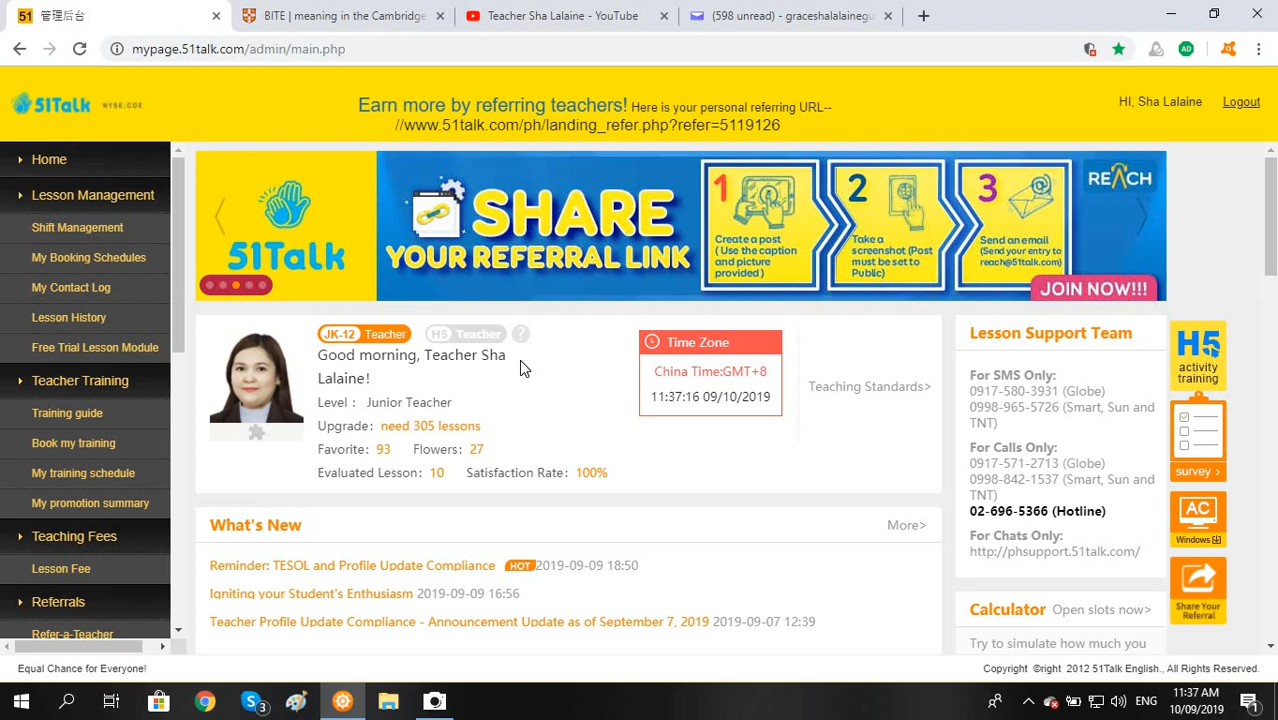 51 管理后台
BITE | meaning in the Cambridge
Teacher Sha Lalaine - YouTube
(598 unread) - graceshalalainegu
mypage.51talk.com/admin/main.php
51Talk NYSE:COE
Earn more by referring teachers! Here is your personal referring URL--
//www.51talk.com/ph/landing_refer.php?refer=5119126
HI, Sha Lalaine
Logout
Home
Lesson Management
Shift Management
My Booking Schedules
My Contact Log
Lesson History
Free Trial Lesson Module
Teacher Training
Training guide
Book my training
My training schedule
My promotion summary
Teaching Fees
Lesson Fee
Referrals
Refer-a-Teacher
51Talk
SHARE
YOUR REFERRAL LINK
1
Create a post
( Use the caption
and picture
provided )
2
Take a
screenshot (Post
must be set to
Public)
3
Send an email
(Send your entry to
reach@51talk.com)
REACH
JOIN NOW!!!
JK-12 Teacher
H5 Teacher ?
Good morning, Teacher Sha
Lalaine!
Level : Junior Teacher
Upgrade: need 305 lessons
Favorite: 93 Flowers: 27
Evaluated Lesson: 10 Satisfaction Rate: 100%
Time Zone
China Time:GMT+8
11:37:16 09/10/2019
Teaching Standards>
What's New
More>
Reminder: TESOL and Profile Update Compliance HOT 2019-09-09 18:50
Igniting your Student's Enthusiasm 2019-09-09 16:56
Teacher Profile Update Compliance - Announcement Update as of September 7, 2019 2019-09-07 12:39
Lesson Support Team
For SMS Only:
0917-580-3931 (Globe)
0998-965-5726 (Smart, Sun and
TNT)
For Calls Only:
0917-571-2713 (Globe)
0998-842-1537 (Smart, Sun and
TNT)
02-696-5366 (Hotline)
For Chats Only:
http://phsupport.51talk.com/
Calculator Open slots now>
Try to simulate how much you
H5
activity
training
survey >
AC
Windows
Share Your
Referral
Equal Chance for Everyone!
Copyright ©right 2012 51Talk English., All Rights Reserved.
3
ENG
11:37 AM
10/09/2019
1